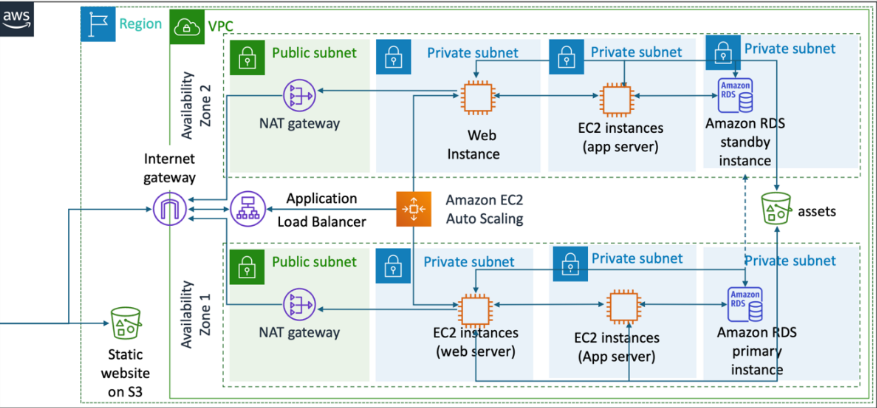 aws
Region
VPC
Availability
Zone 2
Public subnet
NAT gateway
Private subnet
Web
Instance
Private subnet
EC2 instances
(app server)
Private subnet
Amazon
RDS
Amazon RDS
standby
instance
Internet
gateway
Application
Load Balancer
Amazon EC2
Auto Scaling
assets
Availability
Zone 1
Public subnet
NAT gateway
Private subnet
EC2 instances
(web server)
Private subnet
EC2 instances
(App server)
Private subnet
Amazon
RDS
Amazon RDS
primary
instance
Static
website
on S3